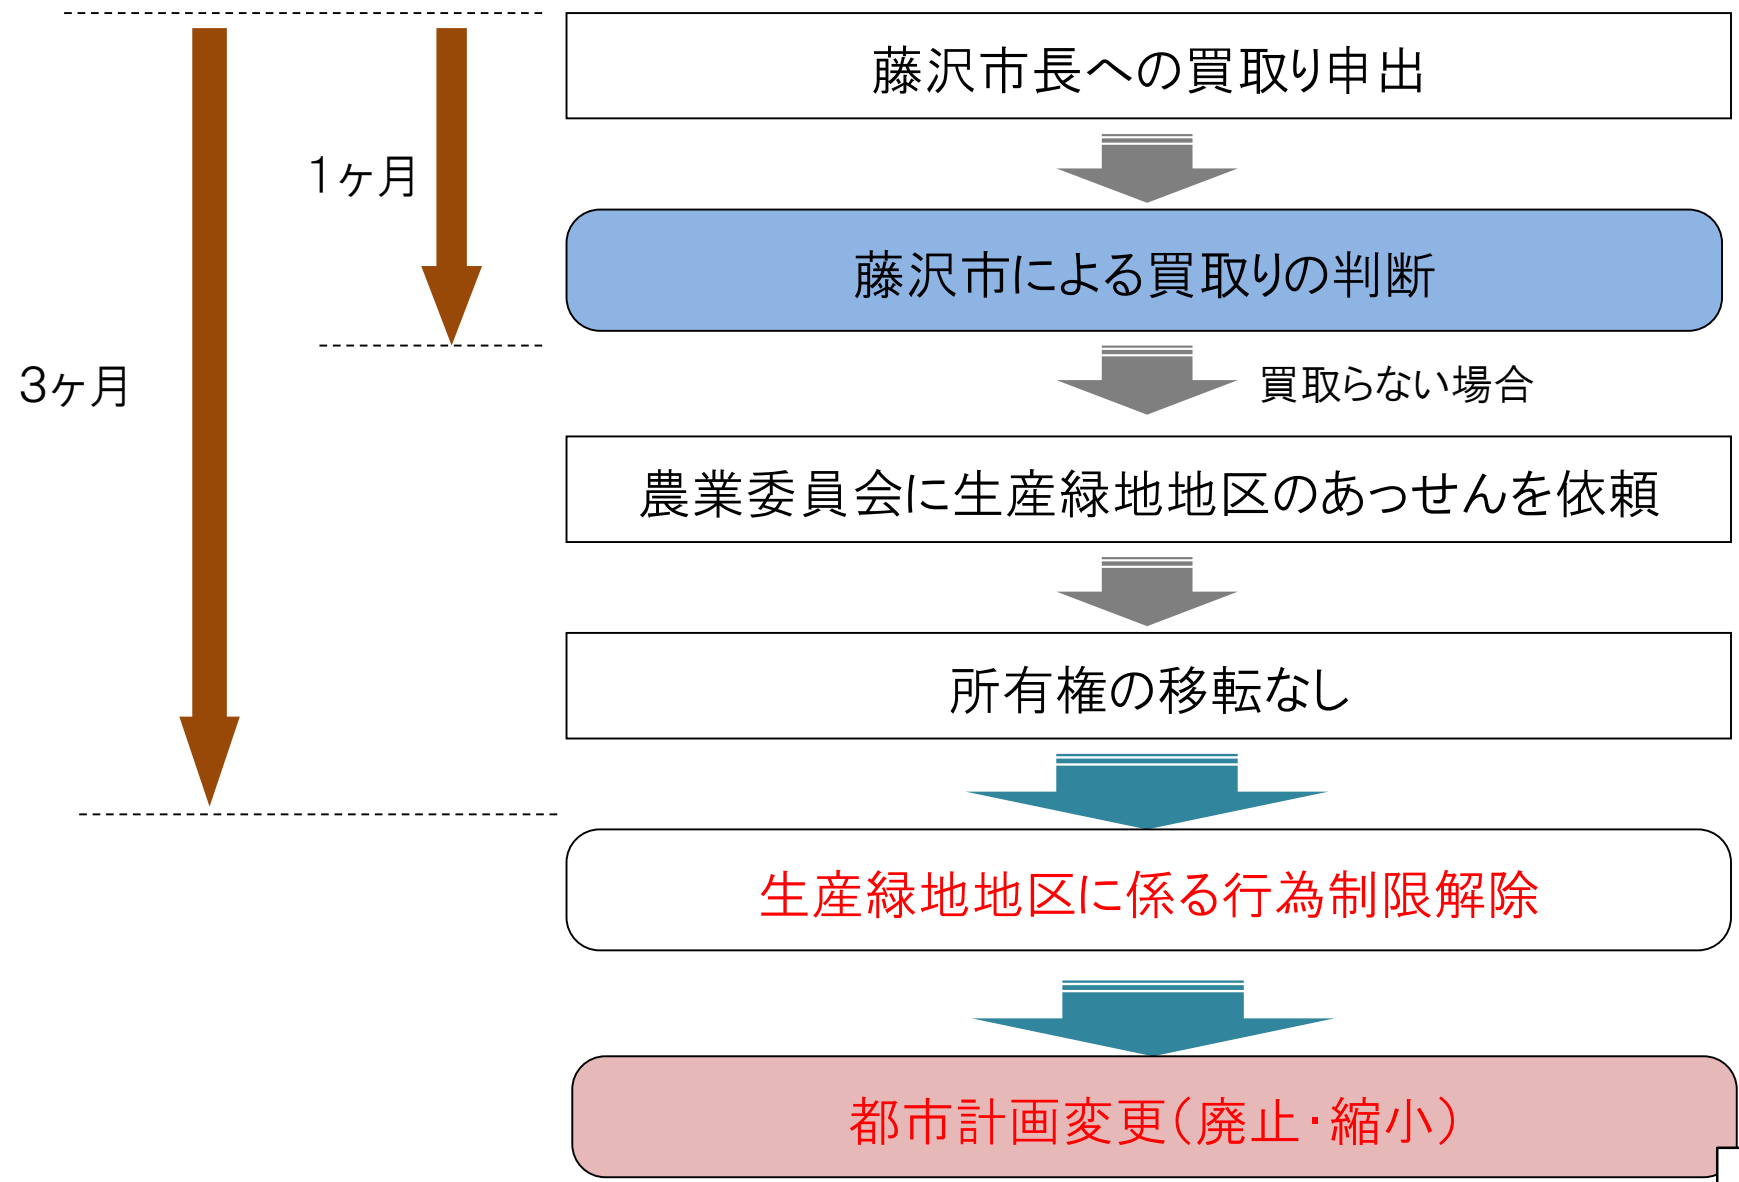 藤沢市長への買取り申出
1ヶ月
藤沢市による買取りの判断
3ヶ月
買取らない場合
農業委員会に生産緑地地区のあっせんを依頼
所有権の移転なし
生産緑地地区に係る行為制限解除
都市計画変更（廃止・縮小）